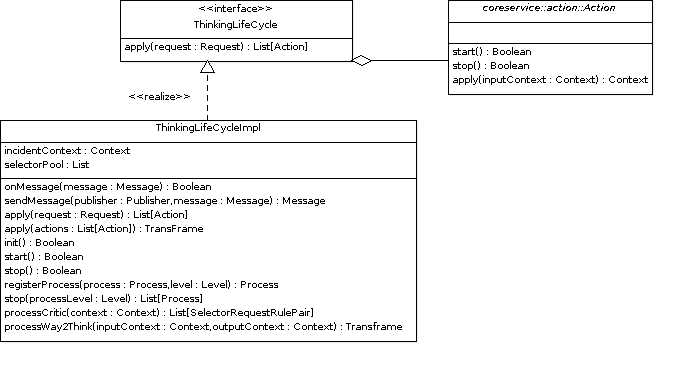 <<interface>>
ThinkingLifeCycle
apply(request : Request) : List[Action]
coreservice::action::Action
start() : Boolean
stop() : Boolean
apply(inputContext : Context) : Context
<<realize>>
ThinkingLifeCycleImpl
incidentContext : Context
selectorPool : List
onMessage(message : Message) : Boolean
sendMessage(publisher : Publisher,message : Message) : Message
apply(request : Request) : List[Action]
apply(actions : List[Action]) : TransFrame
init() : Boolean
start() : Boolean
stop() : Boolean
registerProcess(process : Process,level : Level) : Process
stop(processLevel : Level) : List[Process]
processCritic(context : Context) : List[SelectorRequestRulePair]
processWay2Think(inputContext : Context,outputContext : Context) : Transframe